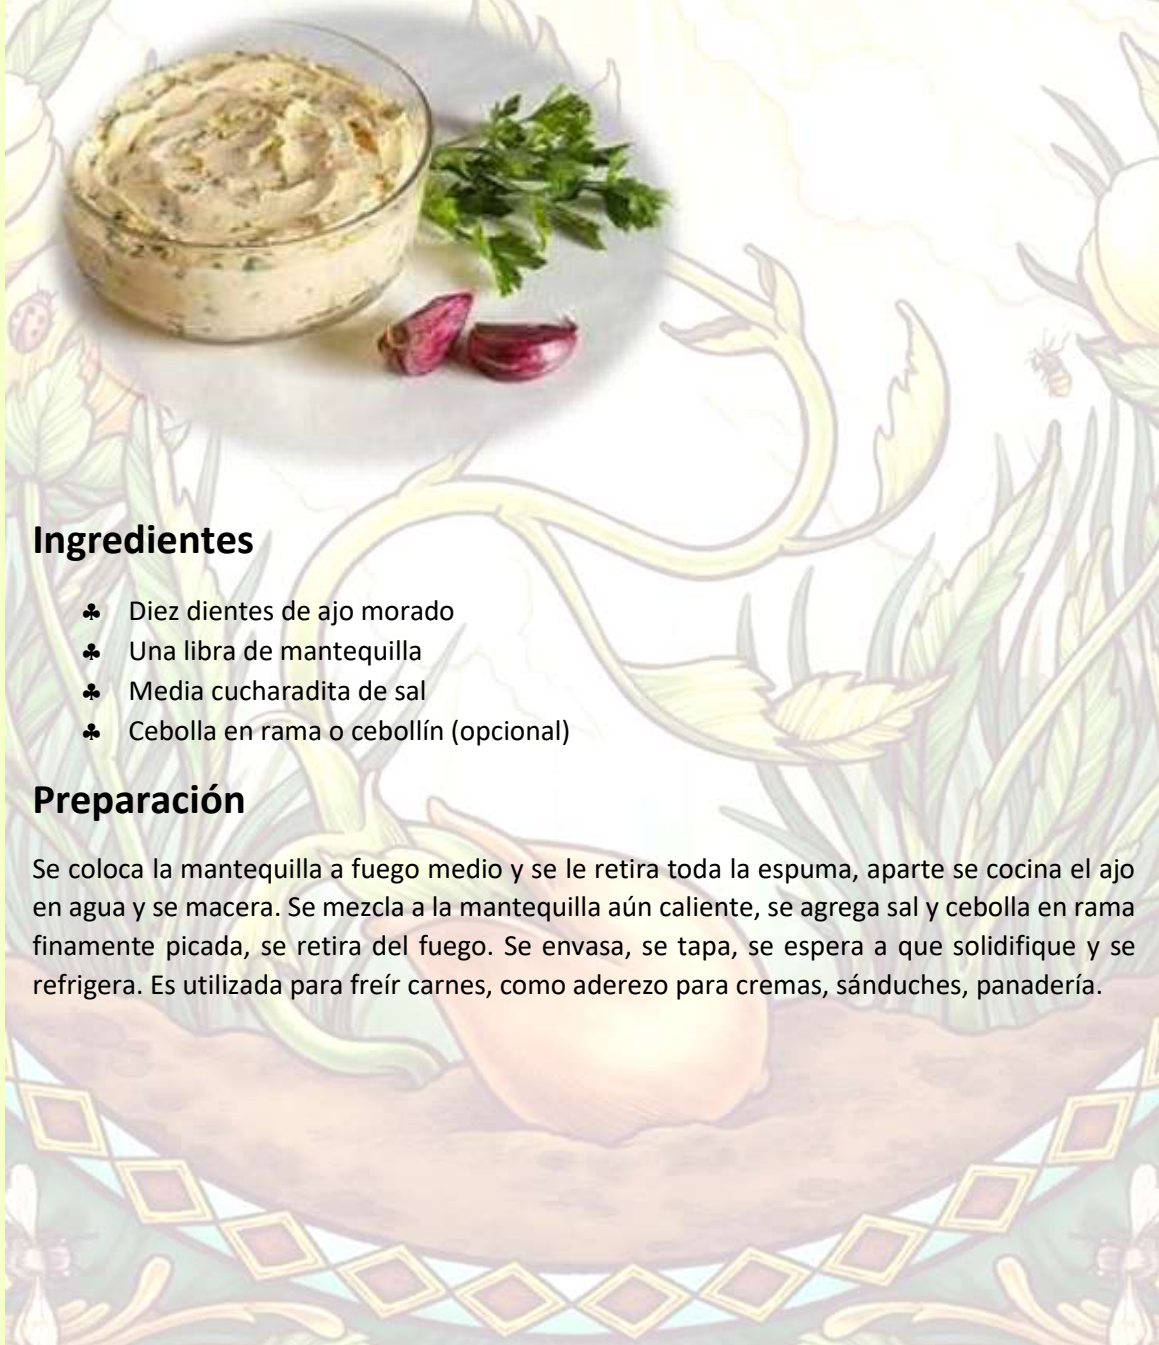 Ingredientes
♣ Diez dientes de ajo morado
♣ Una libra de mantequilla
♣ Media cucharadita de sal
♣ Cebolla en rama o cebollín (opcional)
Preparación
Se coloca la mantequilla a fuego medio y se le retira toda la espuma, aparte se cocina el ajo
en agua y se macera. Se mezcla a la mantequilla aún caliente, se agrega sal y cebolla en rama
finamente picada, se retira del fuego. Se envasa, se tapa, se espera a que solidifique y se
refrigera. Es utilizada para freír carnes, como aderezo para cremas, sánduches, panadería.